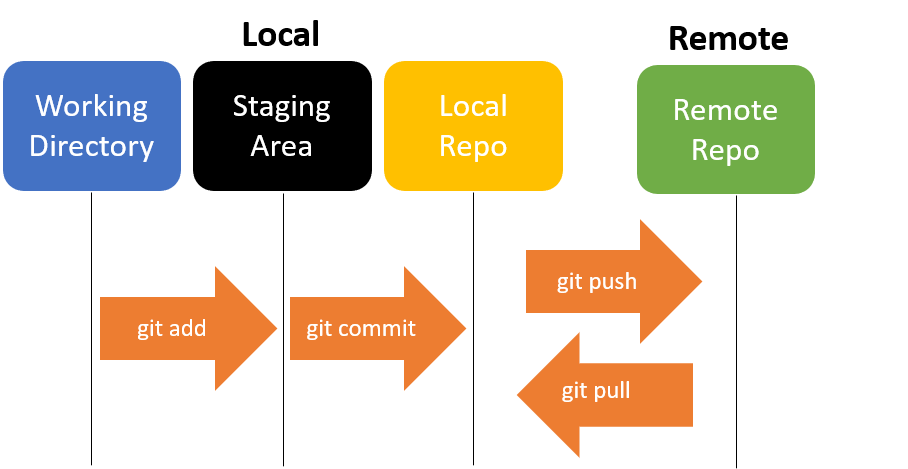 Local
Remote
Working
Directory
Staging
Area
Local
Repo
Remote
Repo
git add
git commit
git push
git pull